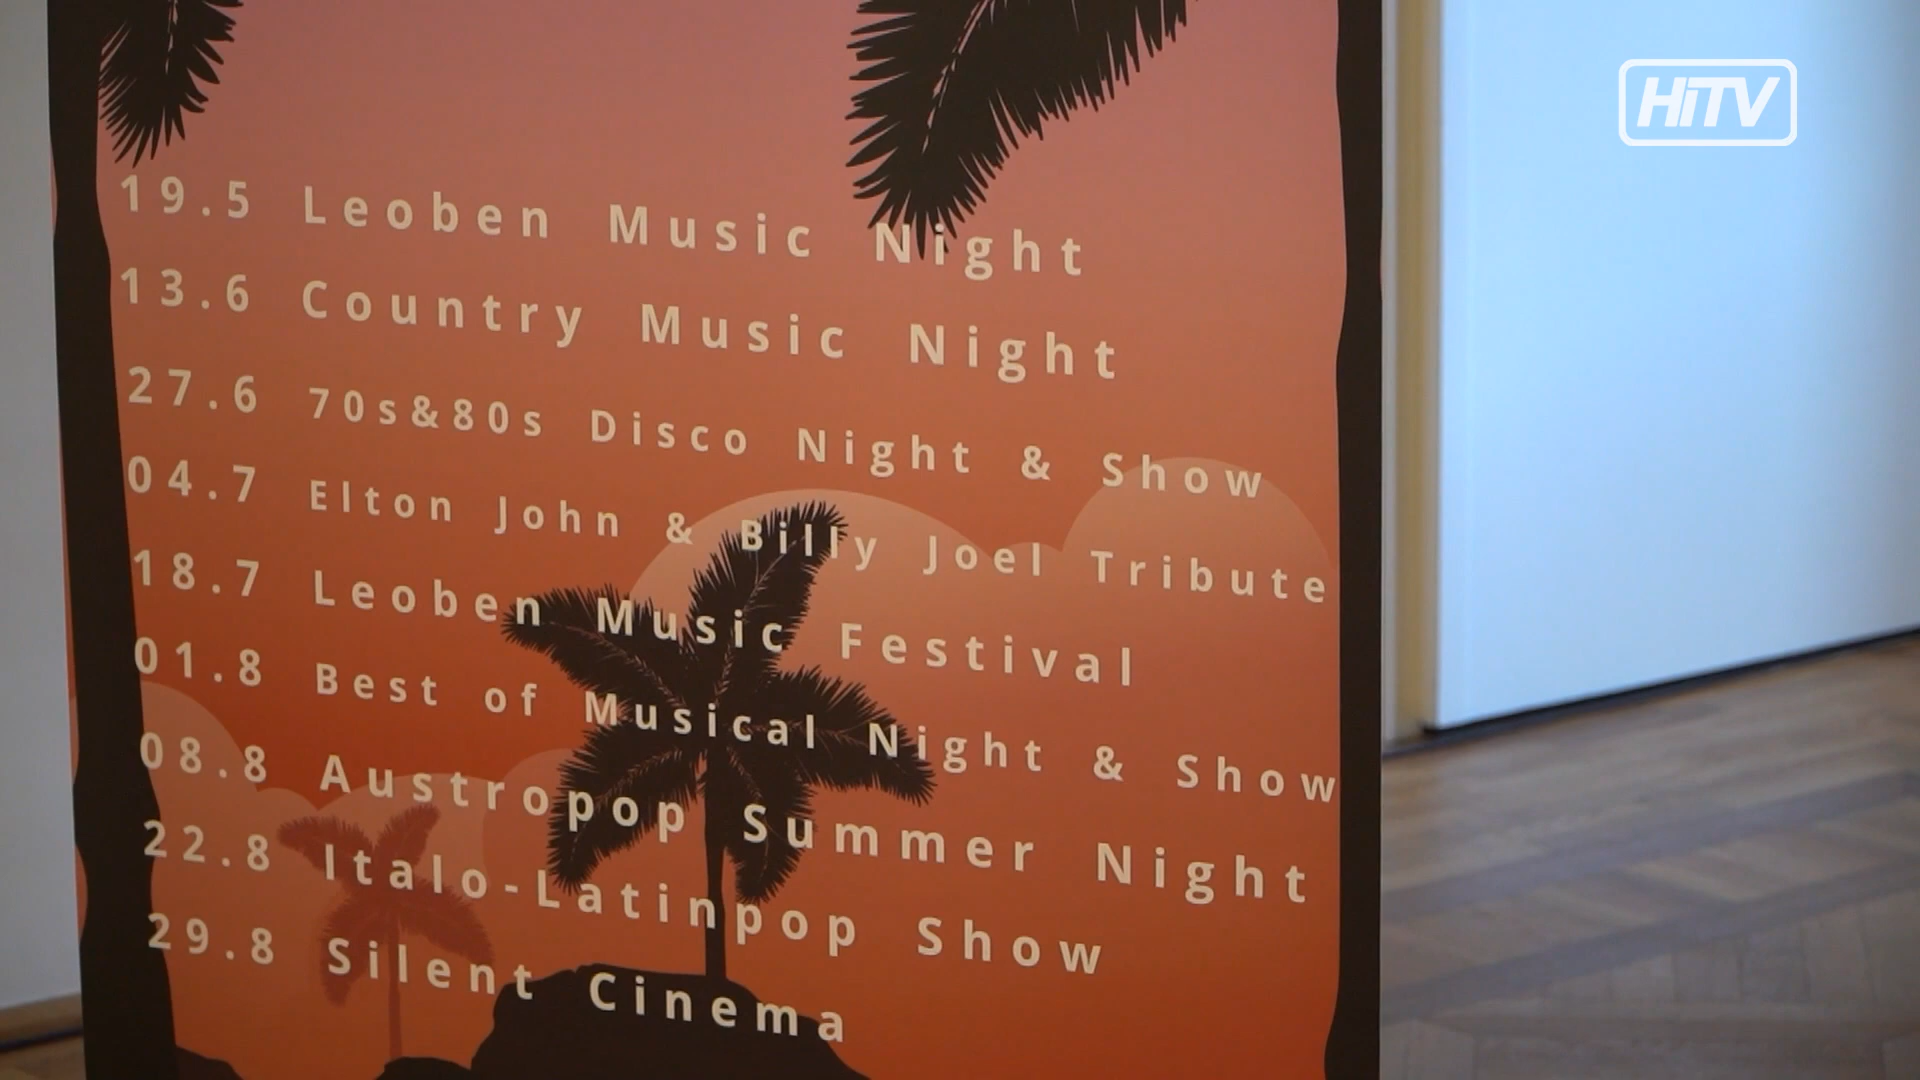 HiTV
19.5 Leoben Music Night
13.6 Country Music Night
27.6 70s&80s Disco Night & Show
04.7 Elton John & Billy Joel Tribute
18.7 Leoben Music Festival
01.8 Best of Musical Night & Show
08.8 Austropop Summer Night
22.8 Italo-Latinpop Show
29.8 Silent Cinema